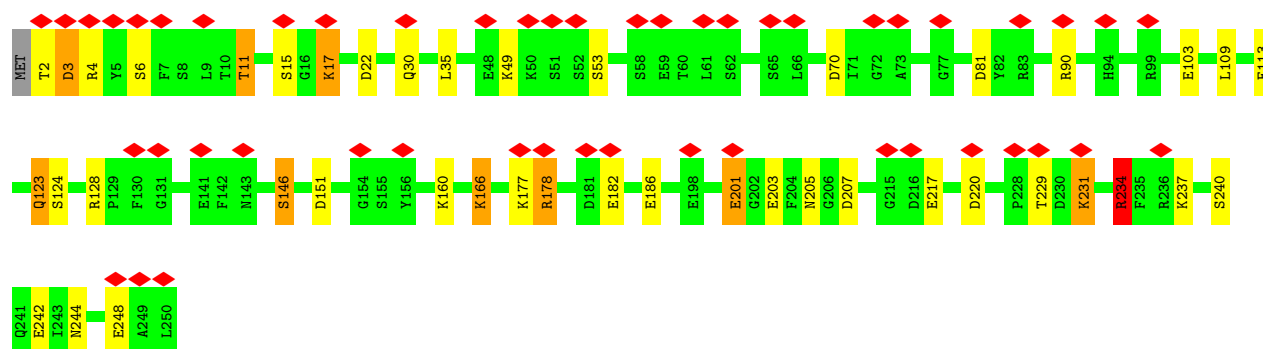 MET T2 D3 R4 Y5 S6 F7 S8 L9 T10 T11 S15 G16 K17 D22 Q30 L35 E48 K49 K50 S51 S52 S53 S58 E59 T60 L61 S62 S65 L66 D70 I71 G72 A73 G77 D81 Y82 R83 R90 H94 R99 E103 L109
Q123 S124 R128 P129 F130 G131 E141 F142 N143 S146 D151 G154 S155 Y156 K160 K166 K177 R178 D181 E182 E186 E198 E201 G202 E203 F204 N205 G206 D207 G215 D216 E217 D220 P228 T229 D230 K231 R234 F235 R236 K237 S240
Q241 E242 I243 N244 E248 A249 L250